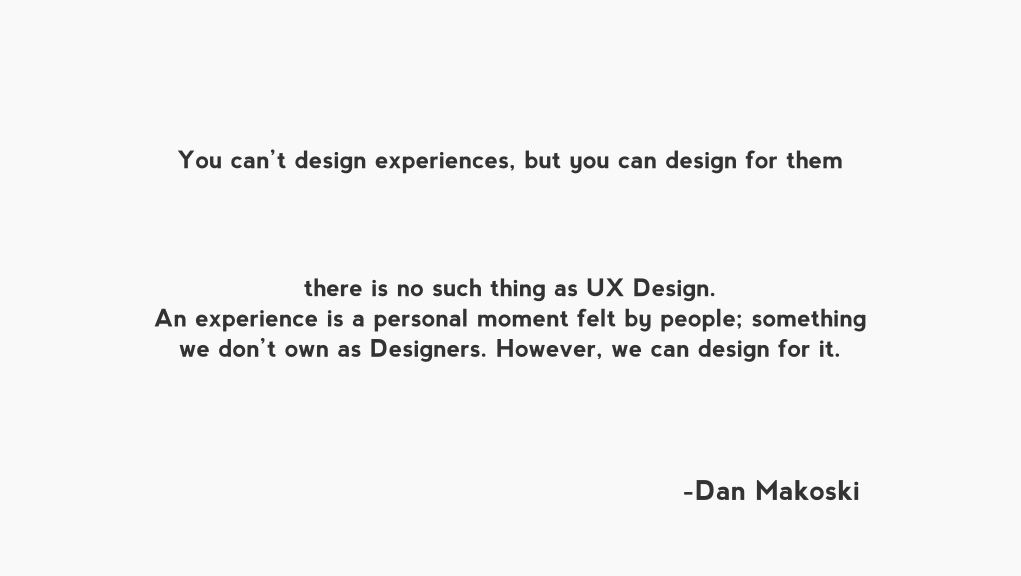 You can’t design experiences, but you can design for them
there is no such thing as UX Design.
An experience is a personal moment felt by people; something
we don’t own as Designers. However, we can design for it.
-Dan Makoski